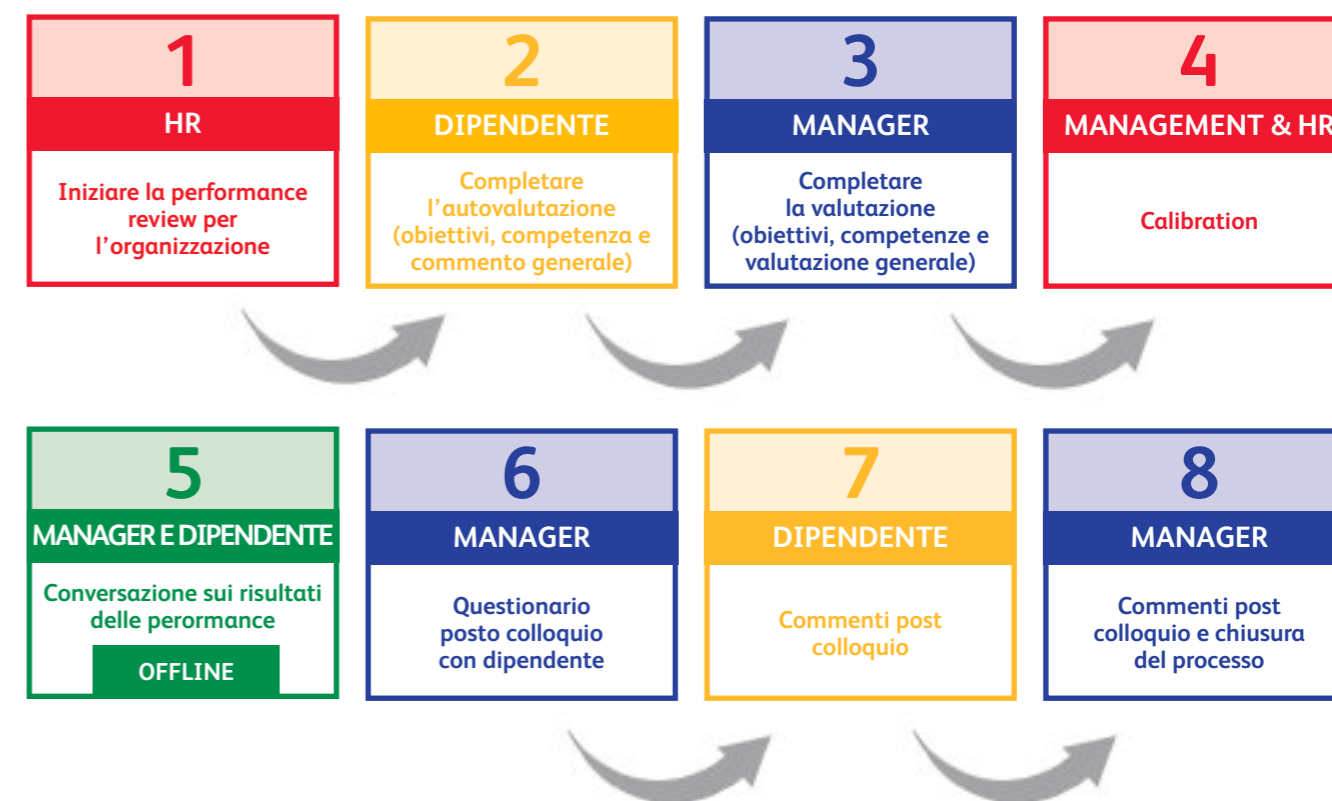 1
HR
Iniziare la performance
review per
l'organizzazione
2
DIPENDENTE
Completare
l'autovalutazione
(obiettivi, competenza e
commento generale)
3
MANAGER
Completare
la valutazione
(obiettivi, competenze e
valutazione generale)
4
MANAGEMENT & HR
Calibration
5
MANAGER E DIPENDENTE
Conversazione sui risultati
delle perormance
OFFLINE
6
MANAGER
Questionario
posto colloquio
con dipendente
7
DIPENDENTE
Commenti post
colloquio
8
MANAGER
Commenti post
colloquio e chiusura
del processo